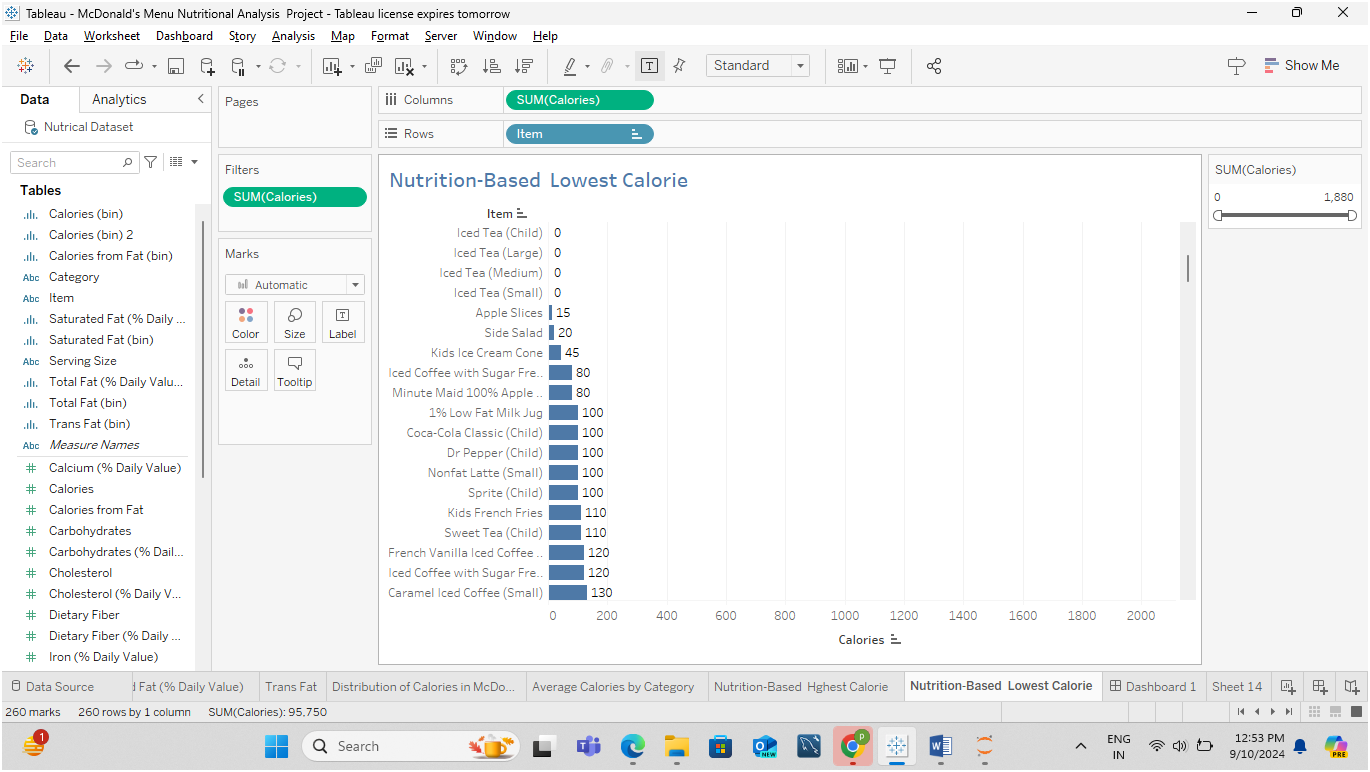 Tableau - McDonald's Menu Nutritional Analysis Project - Tableau license expires tomorrow
File Data Worksheet Dashboard Story Analysis Map Format Server Window Help
Standard
Show Me
Data Analytics
Nutrical Dataset
Search
Tables
Calories (bin)
Calories (bin) 2
Calories from Fat (bin)
Abc Category
Abc Item
Saturated Fat (% Daily ...
Saturated Fat (bin)
Abc Serving Size
Total Fat (% Daily Valu...
Total Fat (bin)
Trans Fat (bin)
Abc Measure Names
# Calcium (% Daily Value)
# Calories
# Calories from Fat
# Carbohydrates
# Carbohydrates (% Dail...
# Cholesterol
# Cholesterol (% Daily V...
# Dietary Fiber
# Dietary Fiber (% Daily ...
# Iron (% Daily Value)
Pages
Filters
SUM(Calories)
Marks
Automatic
Color Size Label
Detail Tooltip
Columns SUM(Calories)
Rows Item
Nutrition-Based Lowest Calorie
Item
Iced Tea (Child) 0
Iced Tea (Large) 0
Iced Tea (Medium) 0
Iced Tea (Small) 0
Apple Slices 15
Side Salad 20
Kids Ice Cream Cone 45
Iced Coffee with Sugar Fre.. 80
Minute Maid 100% Apple .. 80
1% Low Fat Milk Jug 100
Coca-Cola Classic (Child) 100
Dr Pepper (Child) 100
Nonfat Latte (Small) 100
Sprite (Child) 100
Kids French Fries 110
Sweet Tea (Child) 110
French Vanilla Iced Coffee .. 120
Iced Coffee with Sugar Fre.. 120
Caramel Iced Coffee (Small) 130
0 200 400 600 800 1000 1200 1400 1600 1800 2000
Calories
SUM(Calories)
0 1,880
Data Source d Fat (% Daily Value) Trans Fat Distribution of Calories in McDo... Average Calories by Category Nutrition-Based Hghest Calorie Nutrition-Based Lowest Calorie Dashboard 1 Sheet 14
260 marks 260 rows by 1 column SUM(Calories): 95,750
1
Search
NEW
W
P
ENG
IN
12:53 PM
9/10/2024
PRE